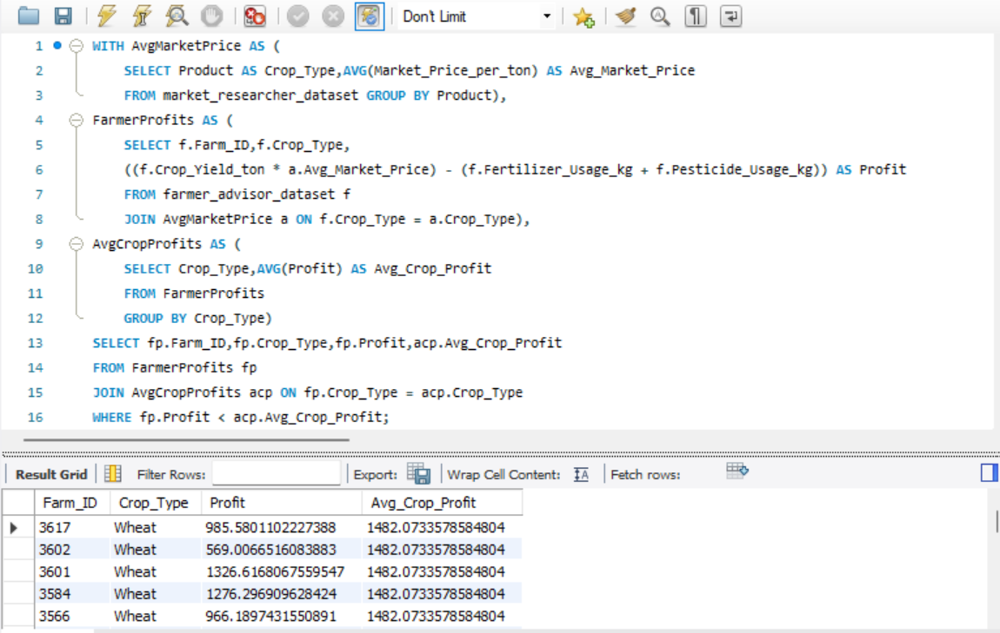 Don't Limit
1 WITH AvgMarketPrice AS (
2 SELECT Product AS Crop_Type,AVG(Market_Price_per_ton) AS Avg_Market_Price
3 FROM market_researcher_dataset GROUP BY Product),
4 FarmerProfits AS (
5 SELECT f.Farm_ID,f.Crop_Type,
6 ((f.Crop_Yield_ton * a.Avg_Market_Price) - (f.Fertilizer_Usage_kg + f.Pesticide_Usage_kg)) AS Profit
7 FROM farmer_advisor_dataset f
8 JOIN AvgMarketPrice a ON f.Crop_Type = a.Crop_Type),
9 AvgCropProfits AS (
10 SELECT Crop_Type,AVG(Profit) AS Avg_Crop_Profit
11 FROM FarmerProfits
12 GROUP BY Crop_Type)
13 SELECT fp.Farm_ID,fp.Crop_Type,fp.Profit,acp.Avg_Crop_Profit
14 FROM FarmerProfits fp
15 JOIN AvgCropProfits acp ON fp.Crop_Type = acp.Crop_Type
16 WHERE fp.Profit < acp.Avg_Crop_Profit;
Result Grid Filter Rows: Export: Wrap Cell Content: Fetch rows:
Farm_ID Crop_Type Profit Avg_Crop_Profit
3617 Wheat 985.5801102227388 1482.0733578584804
3602 Wheat 569.0066516083883 1482.0733578584804
3601 Wheat 1326.6168067559547 1482.0733578584804
3584 Wheat 1276.296909628424 1482.0733578584804
3566 Wheat 966.1897431550891 1482.0733578584804